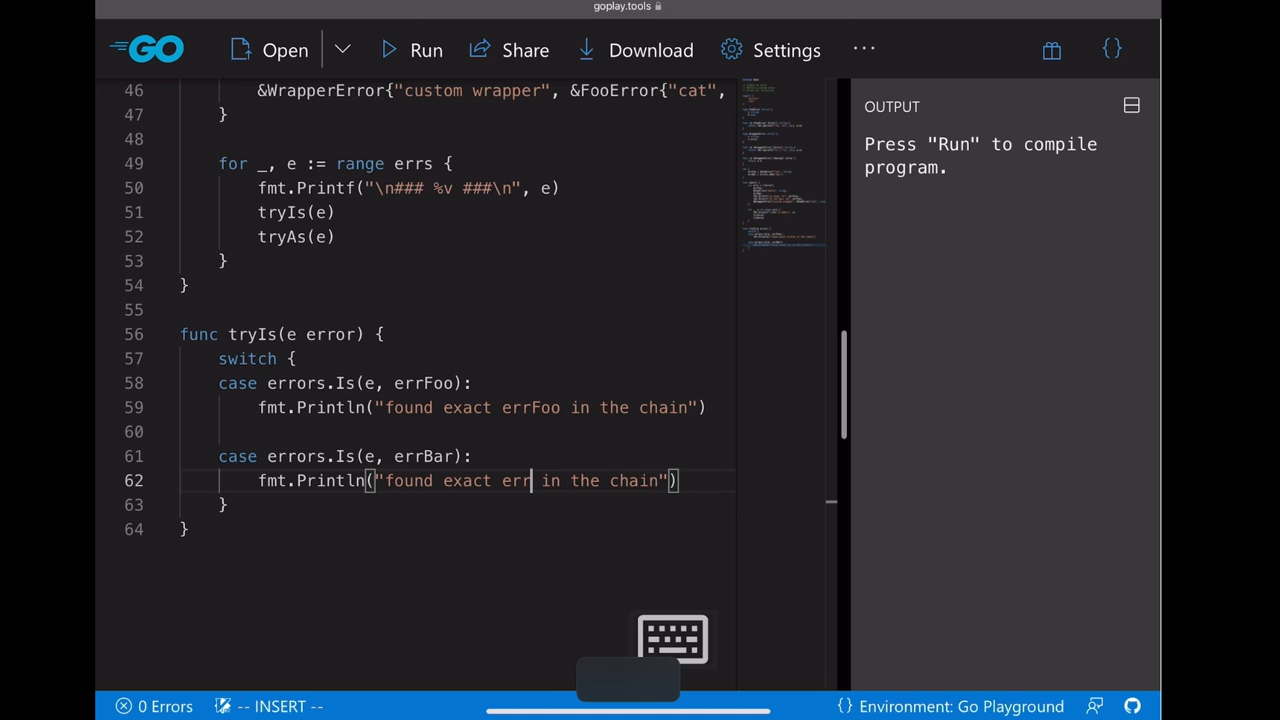 goplay.tools
GO Open Run Share Download Settings ...
46 &WrapperError{"custom wrapper", &FooError{"cat",
47 }
48
49 for _, e := range errs {
50 fmt.Printf("\n### %v ###\n", e)
51 tryIs(e)
52 tryAs(e)
53 }
54 }
55
56 func tryIs(e error) {
57 switch {
58 case errors.Is(e, errFoo):
59 fmt.Println("found exact errFoo in the chain")
60
61 case errors.Is(e, errBar):
62 fmt.Println("found exact err in the chain")
63 }
64 }
OUTPUT
Press "Run" to compile
program.
0 Errors -- INSERT -- {} Environment: Go Playground